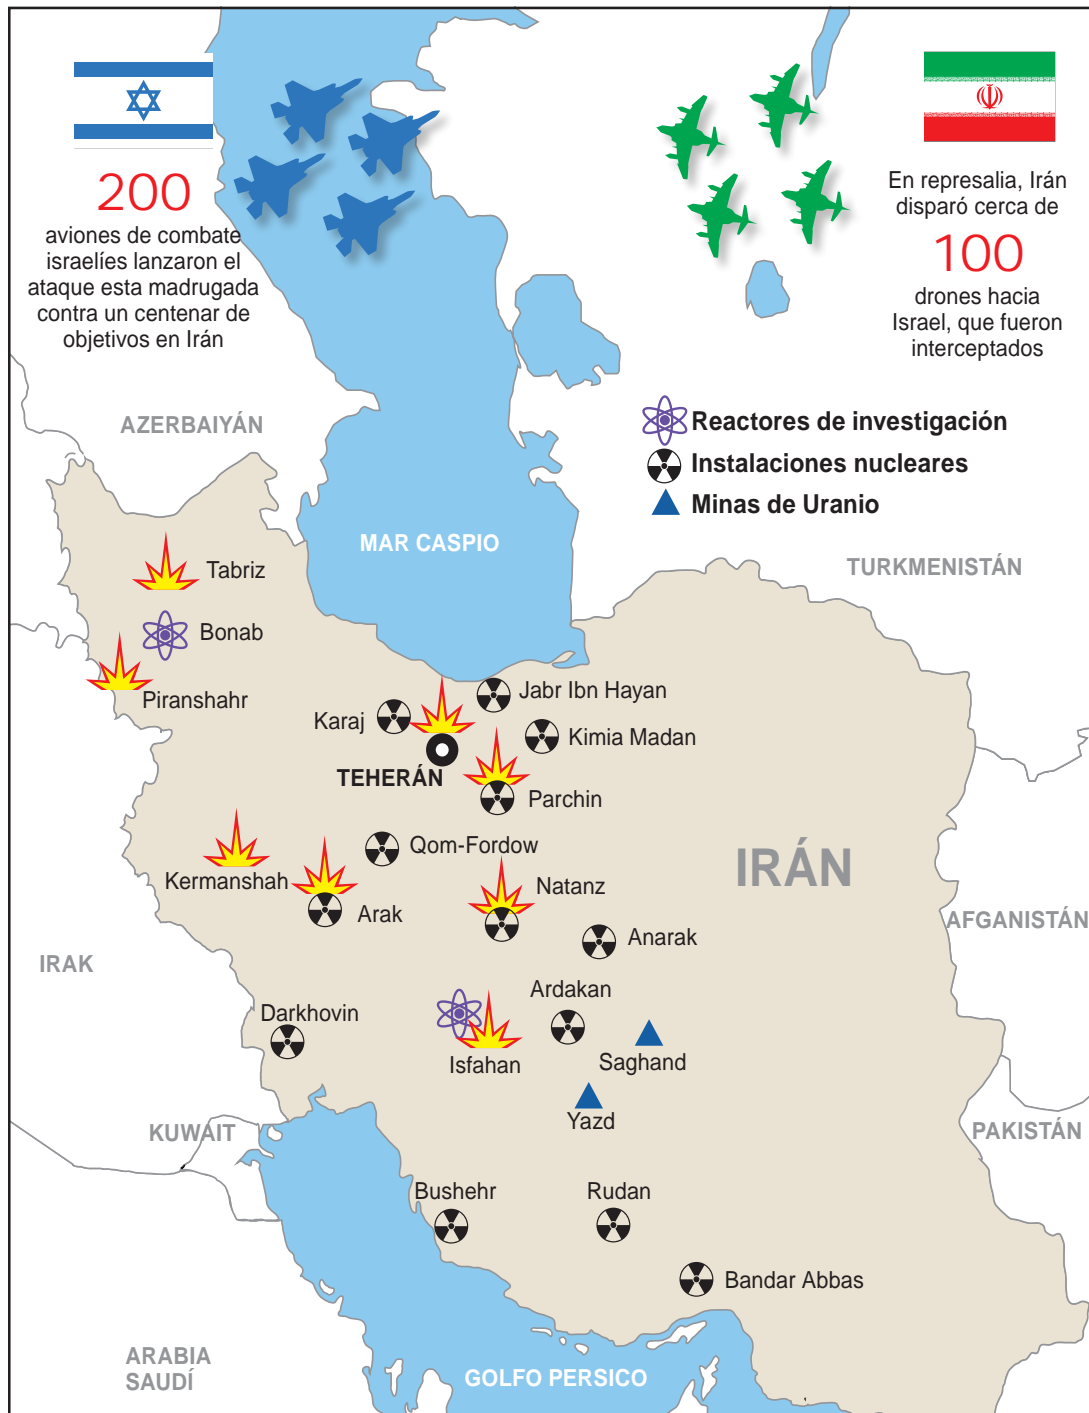 200
aviones de combate
israelíes lanzaron el
ataque esta madrugada
contra un centenar de
objetivos en Irán
En represalia, Irán
disparó cerca de
100
drones hacia
Israel, que fueron
interceptados
Reactores de investigación
Instalaciones nucleares
Minas de Uranio
AZERBAIYÁN
MAR CASPIO
TURKMENISTÁN
Tabriz
Bonab
Piranshahr
Jabr Ibn Hayan
Karaj
Kimia Madan
TEHERÁN
Parchin
Qom-Fordow
IRÁN
Kermanshah
Natanz
Arak
AFGANISTÁN
Anarak
IRAK
Ardakan
Darkhovin
Saghand
Isfahan
Yazd
KUWAIT
PAKISTÁN
Bushehr
Rudan
Bandar Abbas
ARABIA
SAUDÍ
GOLFO PERSICO